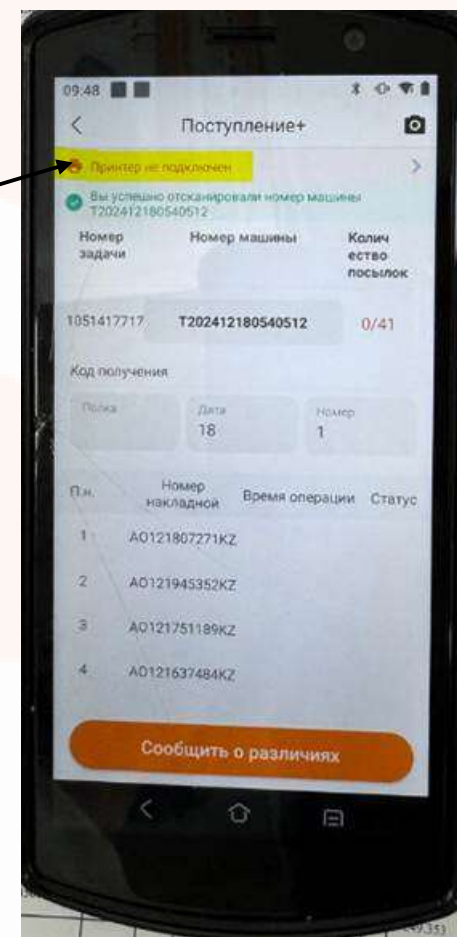 09:48
Поступление+
Принтер не подключен
Вы успешно отсканировали номер машины
T202412180540512
Номер задачи Номер машины Колич ество посылок
1051417717 T202412180540512 0/41
Код получения
Полка Дата Номер
18 1
П.н. Номер накладной Время операции Статус
1 AO121807271KZ
2 AO121945352KZ
3 AO121751189KZ
4 AO121637484KZ
Сообщить о различиях